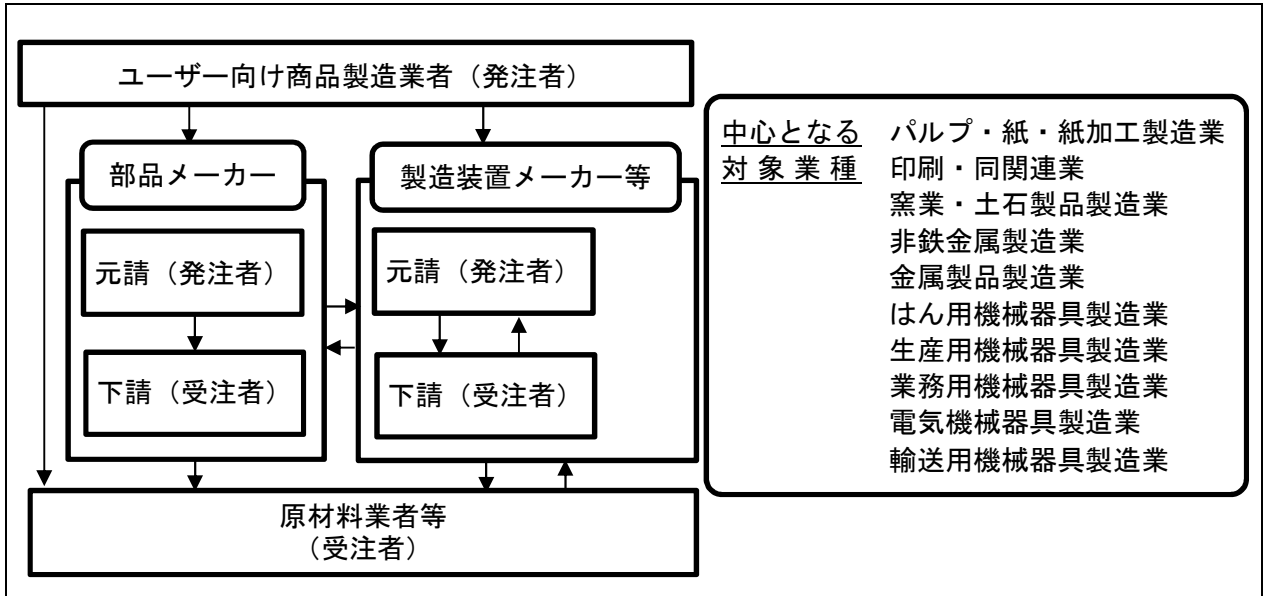 ユーザー向け商品製造業者（発注者）
部品メーカー
元請（発注者）
下請（受注者）
製造装置メーカー等
元請（発注者）
下請（受注者）
原材料業者等
（受注者）
中心となる　パルプ・紙・紙加工製造業
対象業種　印刷・同関連業
窯業・土石製品製造業
非鉄金属製造業
金属製品製造業
はん用機械器具製造業
生産用機械器具製造業
業務用機械器具製造業
電気機械器具製造業
輸送用機械器具製造業